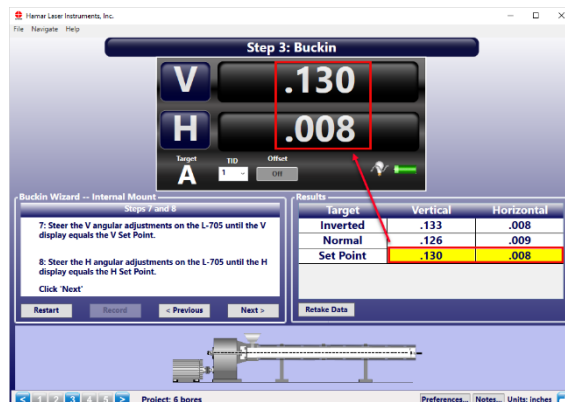 Hamar Laser Instruments, Inc.
File Navigate Help
Step 3: Buckin
V .130
H .008
Target TID Offset
A 1 Off
Buckin Wizard -- Internal Mount
Steps 7 and 8
7: Steer the V angular adjustments on the L-705 until the V
display equals the V Set Point.
8: Steer the H angular adjustments on the L-705 until the H
display equals the H Set Point.
Click 'Next'
Restart Record < Previous Next >
Results
Target Vertical Horizontal
Inverted .133 .008
Normal .126 .009
Set Point .130 .008
Retake Data
< 1 2 3 4 5 > Project: 6 bores Preferences... Notes... Units: inches